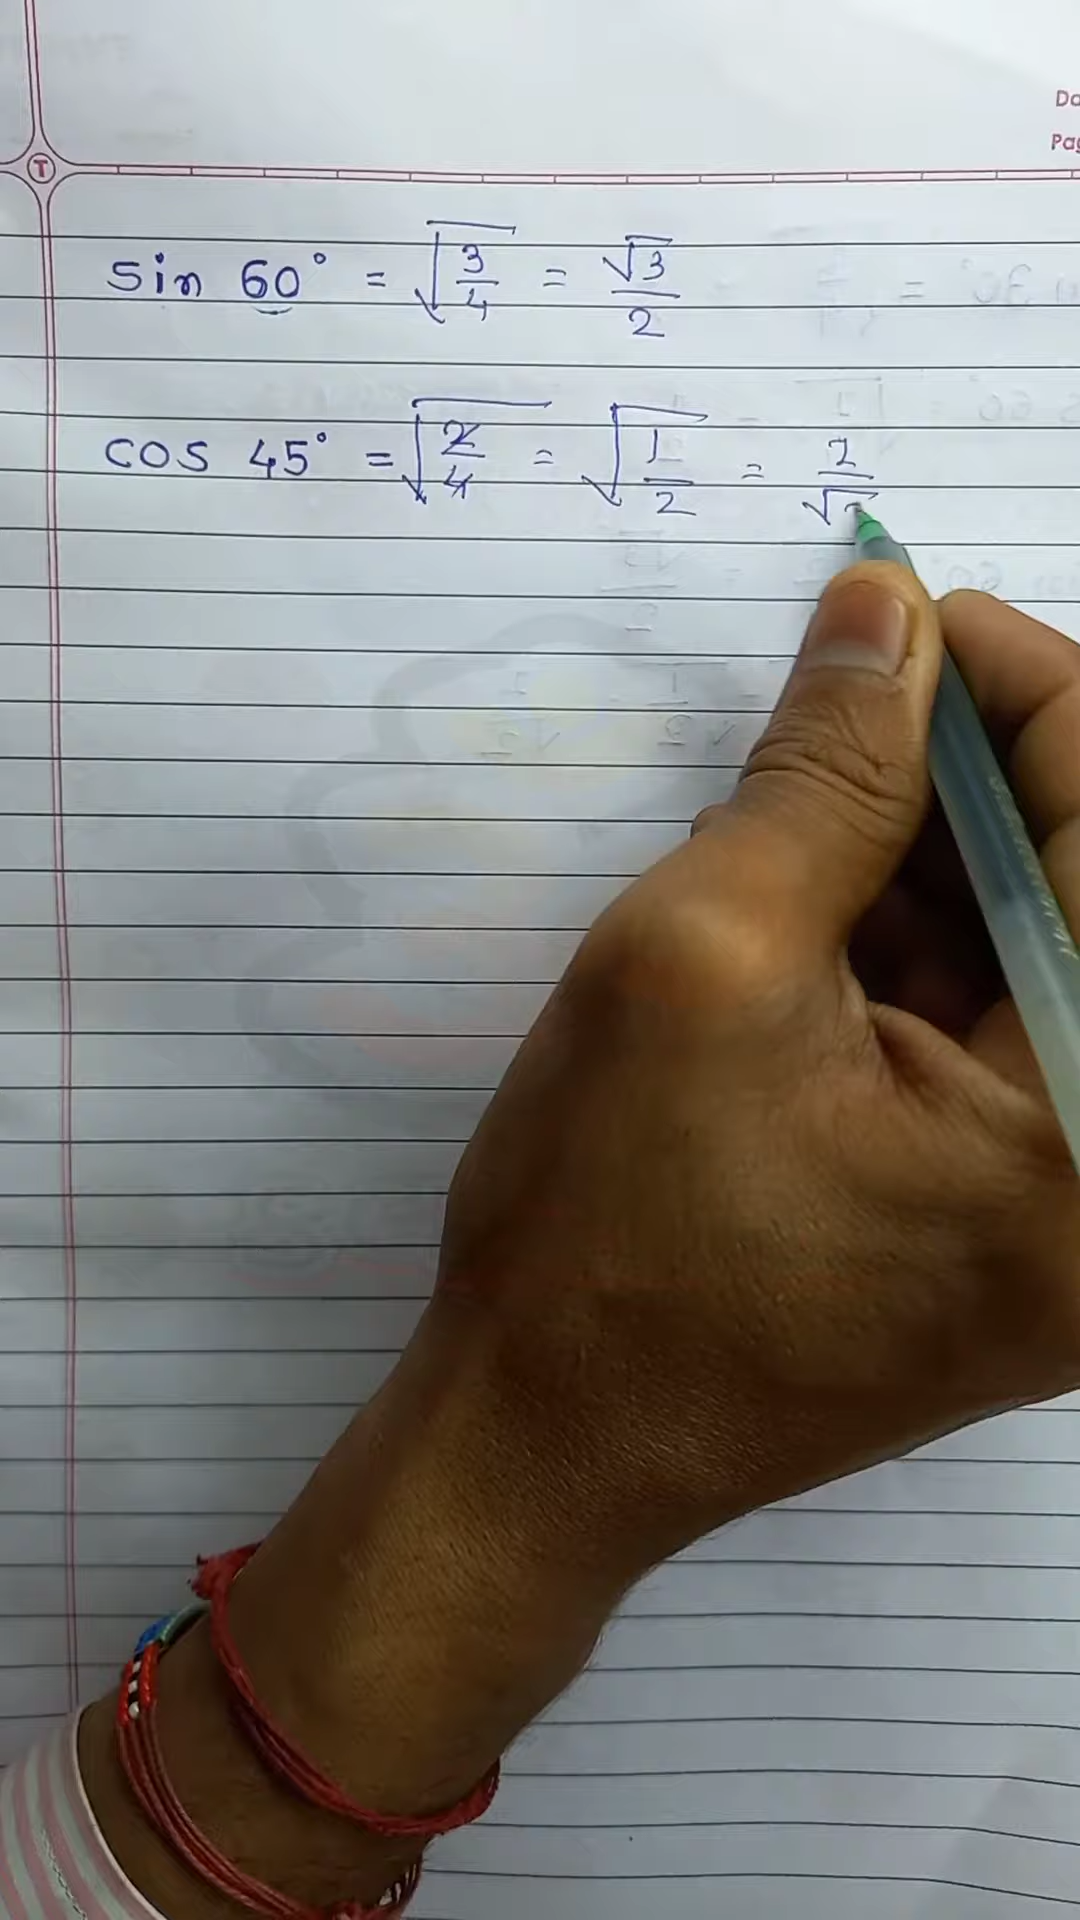 T
sin 60° = √(3/4) = √3/2
cos 45° = √(2/4) = √(1/2) = 1/√